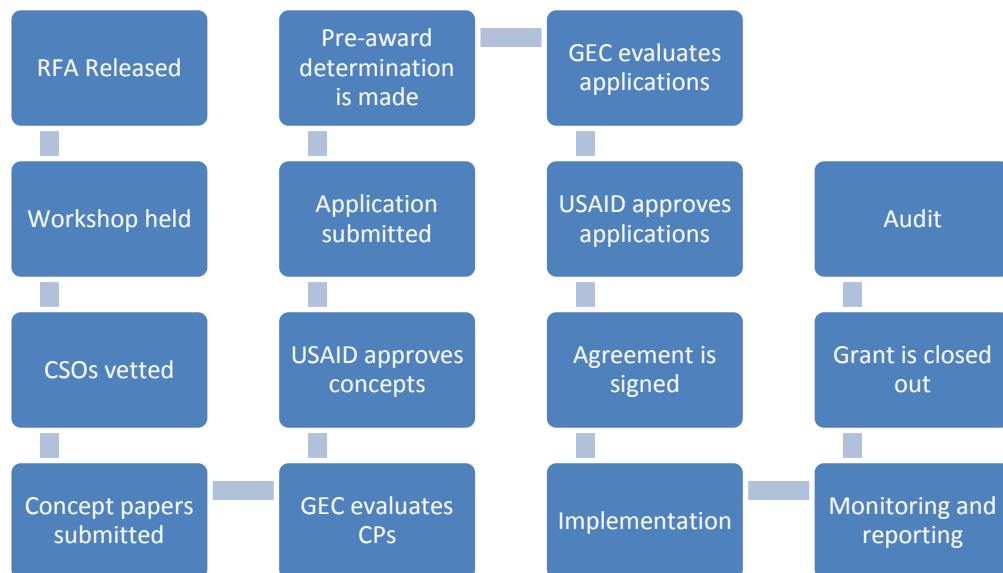 RFA Released
Workshop held
CSOs vetted
Concept papers
submitted
GEC evaluates
CPs
USAID approves
concepts
Application
submitted
Pre-award
determination
is made
GEC evaluates
applications
USAID approves
applications
Agreement is
signed
Implementation
Monitoring and
reporting
Grant is closed
out
Audit